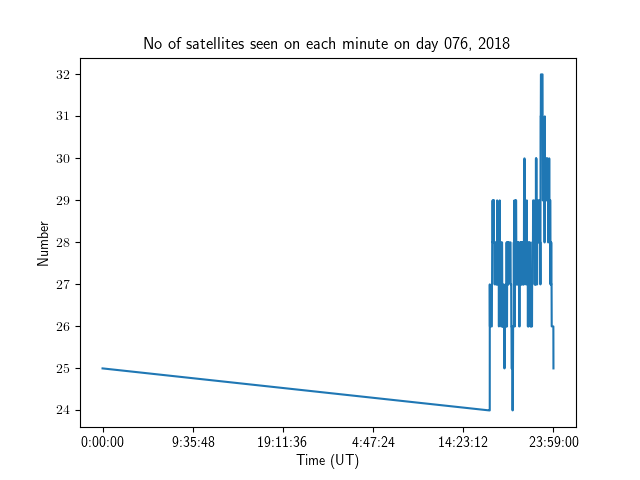 No of satellites seen on each minute on day 076, 2018
32
31
30
29
28
27
26
25
24
Number
0:00:00 9:35:48 19:11:36 4:47:24 14:23:12 23:59:00
Time (UT)